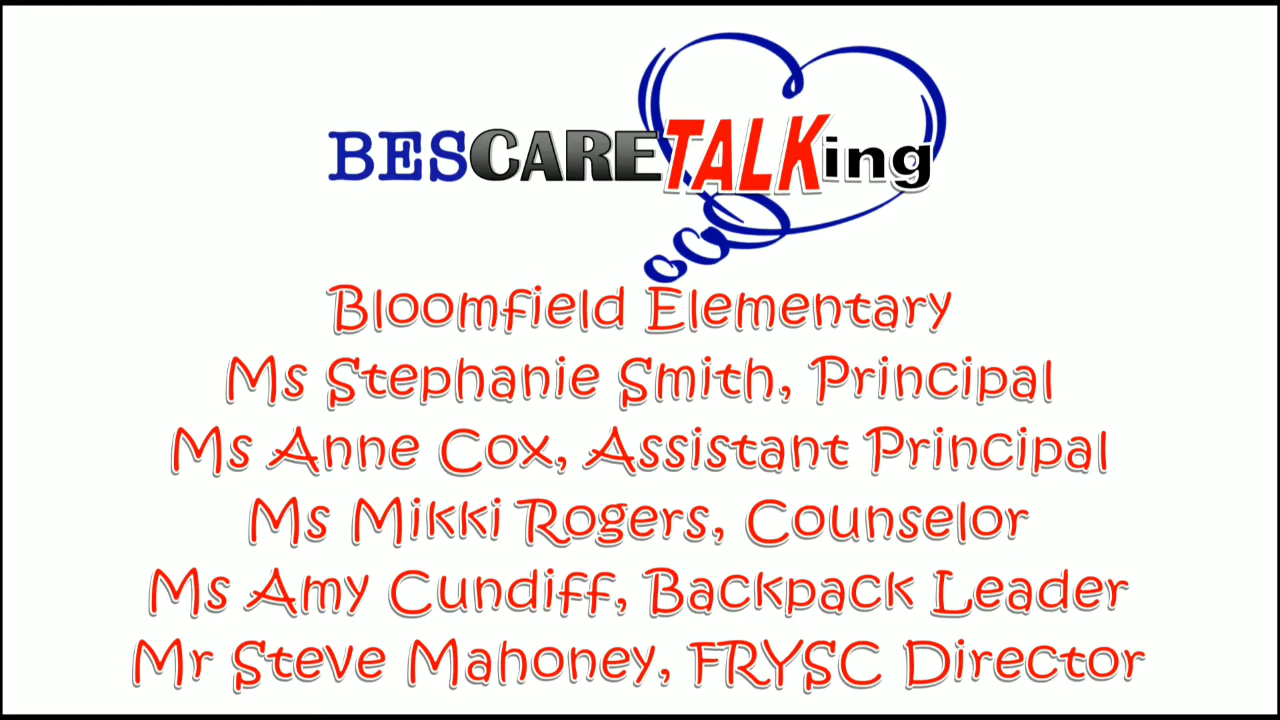 BESCARETALKing
Bloomfield Elementary
Ms Stephanie Smith, Principal
Ms Anne Cox, Assistant Principal
Ms Mikki Rogers, Counselor
Ms Amy Cundiff, Backpack Leader
Mr Steve Mahoney, FRYSC Director